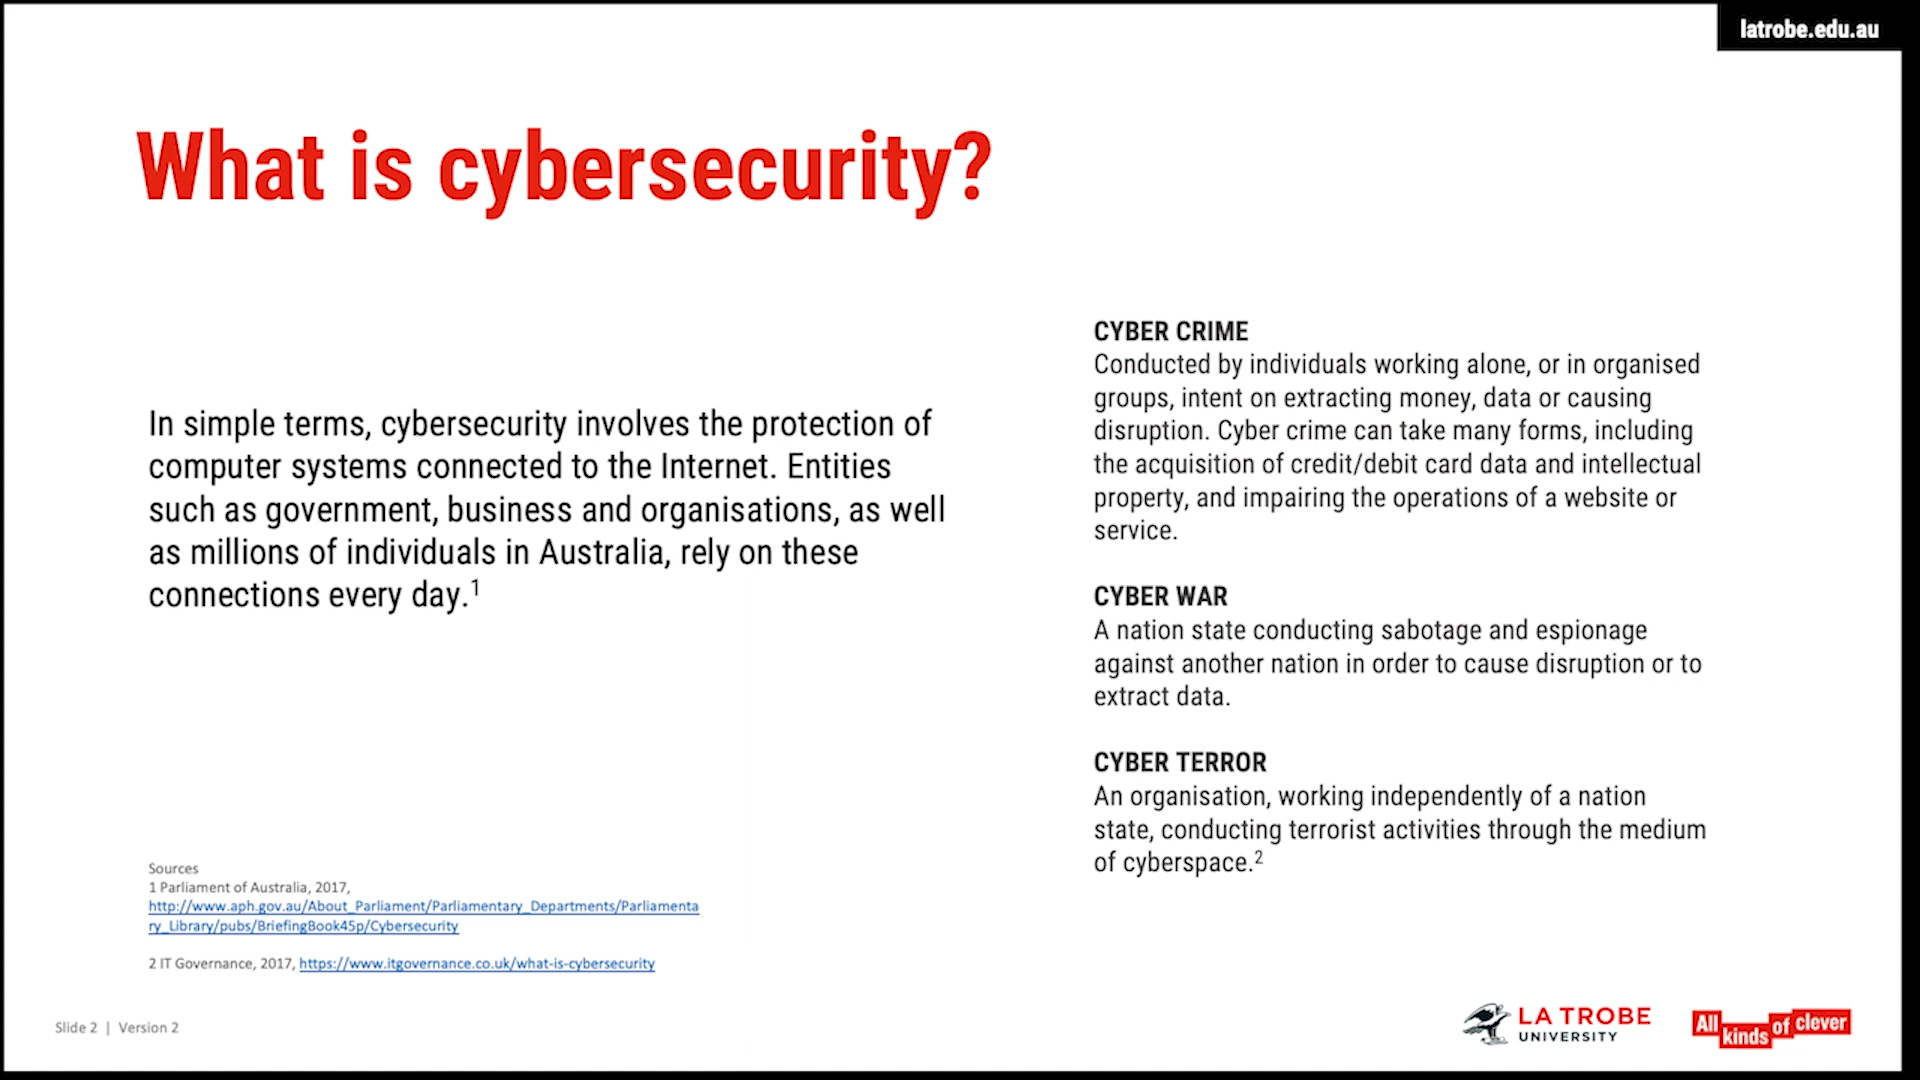 latrobe.edu.au
What is cybersecurity?
In simple terms, cybersecurity involves the protection of
computer systems connected to the Internet. Entities
such as government, business and organisations, as well
as millions of individuals in Australia, rely on these
connections every day.1
CYBER CRIME
Conducted by individuals working alone, or in organised
groups, intent on extracting money, data or causing
disruption. Cyber crime can take many forms, including
the acquisition of credit/debit card data and intellectual
property, and impairing the operations of a website or
service.
CYBER WAR
A nation state conducting sabotage and espionage
against another nation in order to cause disruption or to
extract data.
CYBER TERROR
An organisation, working independently of a nation
state, conducting terrorist activities through the medium
of cyberspace.2
Sources
1 Parliament of Australia, 2017,
http://www.aph.gov.au/About_Parliament/Parliamentary_Departments/Parliamenta
ry_Library/pubs/BriefingBook45p/Cybersecurity
2 IT Governance, 2017, https://www.itgovernance.co.uk/what-is-cybersecurity
Slide 2 | Version 2
LA TROBE
UNIVERSITY
All kinds of clever